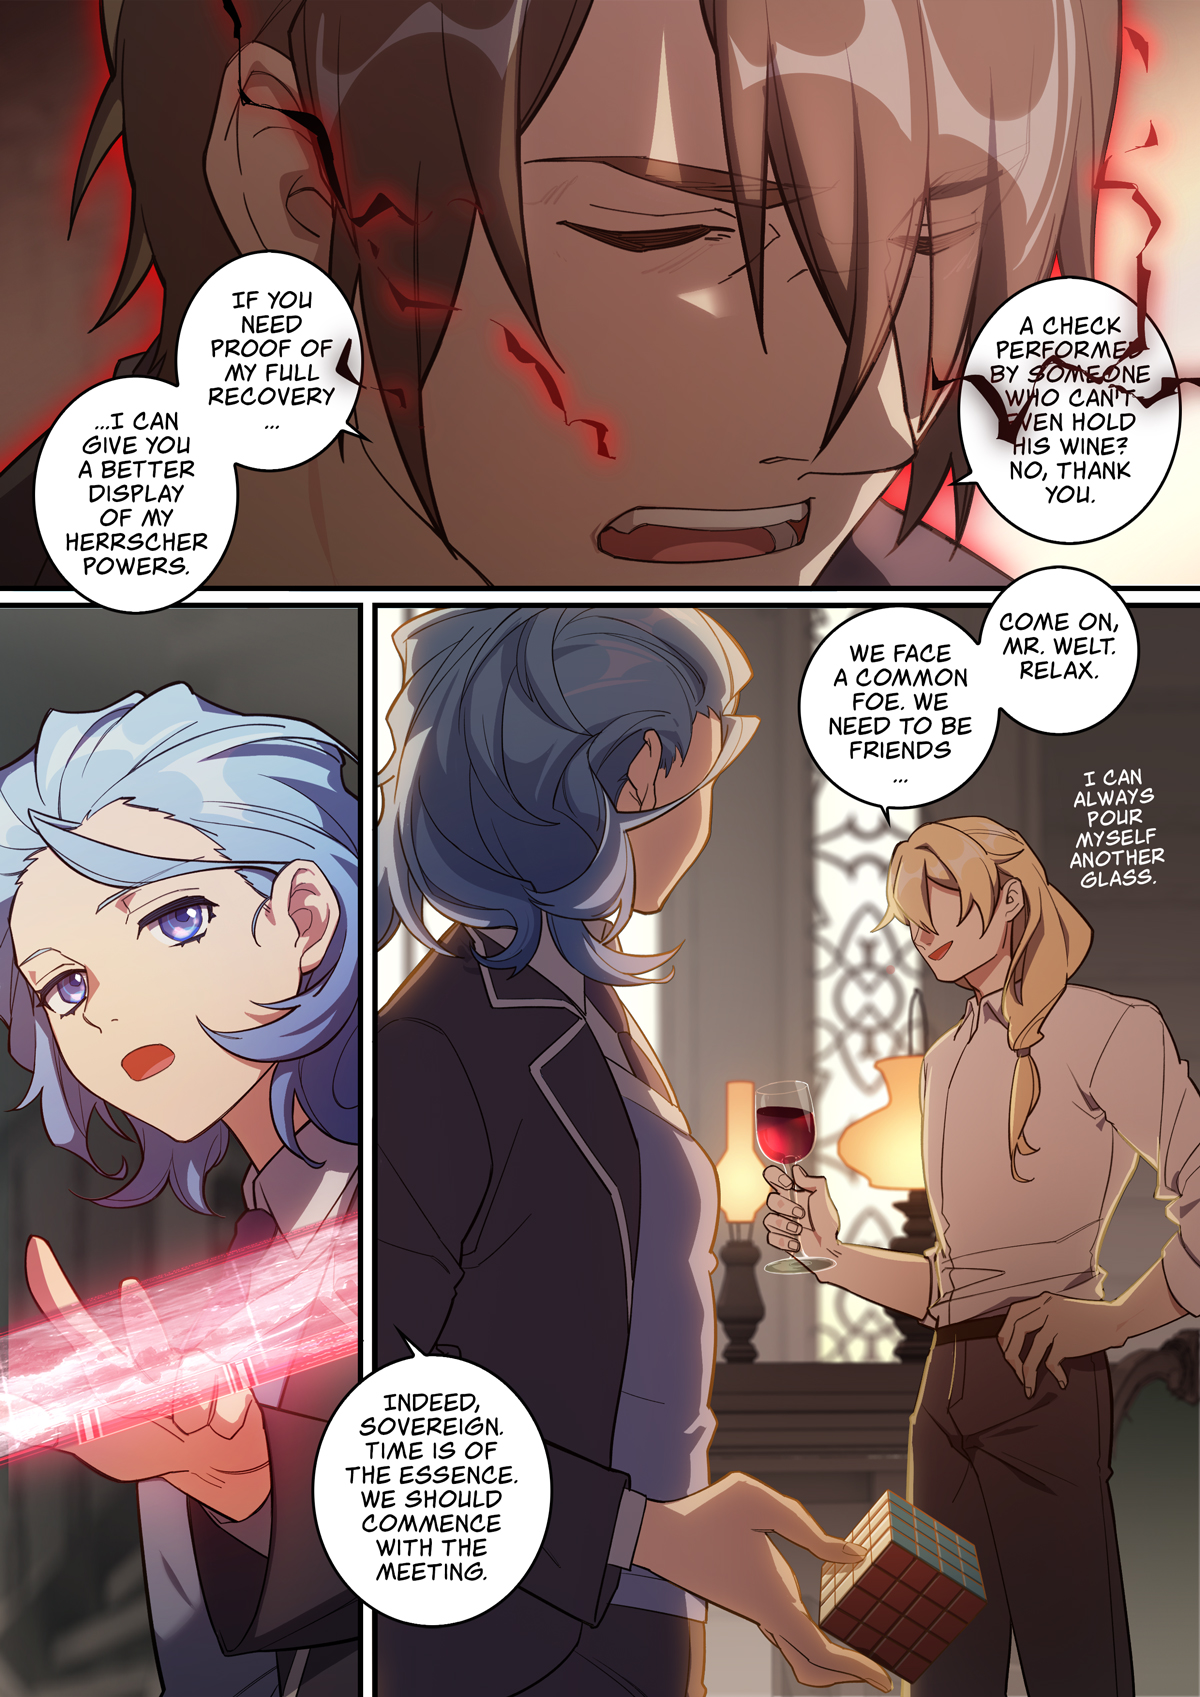 A CHECK
PERFORMED
BY SOMEONE
WHO CAN'T
EVEN HOLD
HIS WINE?
NO, THANK
YOU.
IF YOU
NEED
PROOF OF
MY FULL
RECOVERY
...
...I CAN
GIVE YOU
A BETTER
DISPLAY
OF MY
HERRSCHER
POWERS.
COME ON,
MR. WELT.
RELAX.
WE FACE
A COMMON
FOE. WE
NEED TO BE
FRIENDS
...
I CAN
ALWAYS
POUR
MYSELF
ANOTHER
GLASS.
INDEED,
SOVEREIGN.
TIME IS OF
THE ESSENCE.
WE SHOULD
COMMENCE
WITH THE
MEETING.